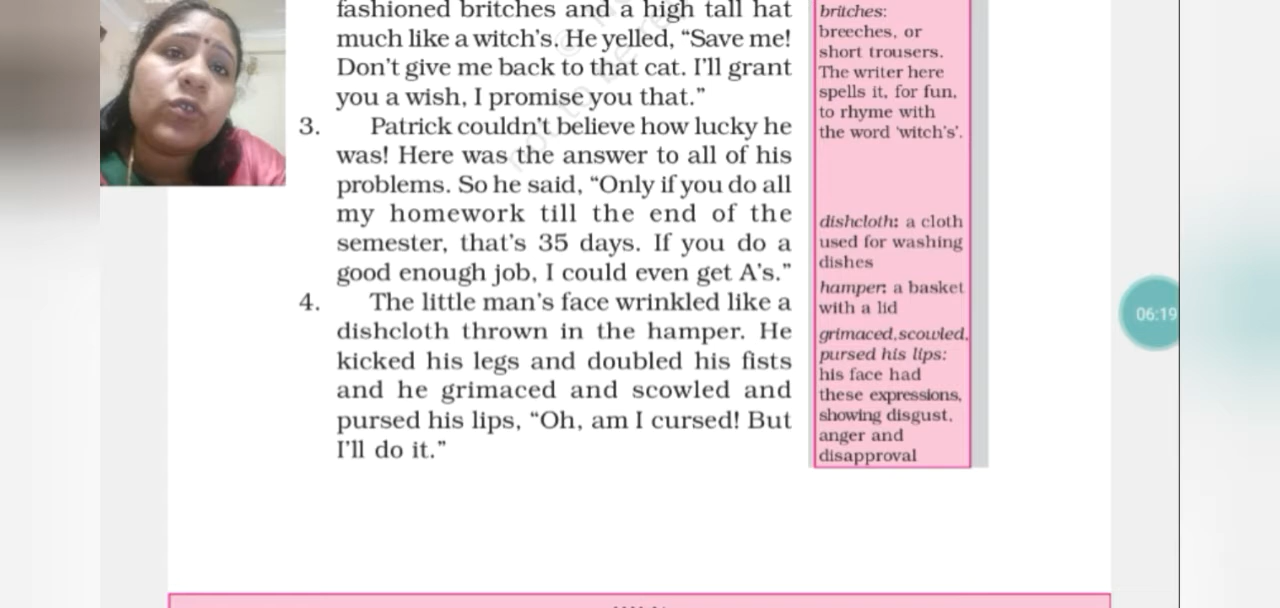 fashioned britches and a high tall hat
much like a witch's. He yelled, “Save me!
Don't give me back to that cat. I'll grant
you a wish, I promise you that.”
3. Patrick couldn't believe how lucky he
was! Here was the answer to all of his
problems. So he said, “Only if you do all
my homework till the end of the
semester, that's 35 days. If you do a
good enough job, I could even get A's.”
4. The little man's face wrinkled like a
dishcloth thrown in the hamper. He
kicked his legs and doubled his fists
and he grimaced and scowled and
pursed his lips, “Oh, am I cursed! But
I'll do it.”
britches:
breeches, or
short trousers.
The writer here
spells it, for fun,
to rhyme with
the word ‘witch's’.
dishcloth: a cloth
used for washing
dishes
hamper: a basket
with a lid
grimaced, scowled,
pursed his lips:
his face had
these expressions,
showing disgust,
anger and
disapproval
06:19